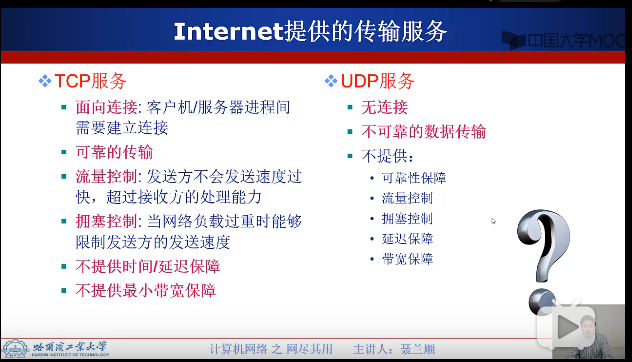 Internet提供的传输服务
中国大学MOOC
TCP服务
面向连接: 客户机/服务器进程间
需要建立连接
可靠的传输
流量控制: 发送方不会发送速度过
快，超过接收方的处理能力
拥塞控制: 当网络负载过重时能够
限制发送方的发送速度
不提供时间/延迟保障
不提供最小带宽保障
UDP服务
无连接
不可靠的数据传输
不提供:
可靠性保障
流量控制
拥塞控制
延迟保障
带宽保障
?
哈尔滨工业大学
HARBIN INSTITUTE OF TECHNOLOGY
计算机网络 之 网尽其用 主讲人：聂兰顺